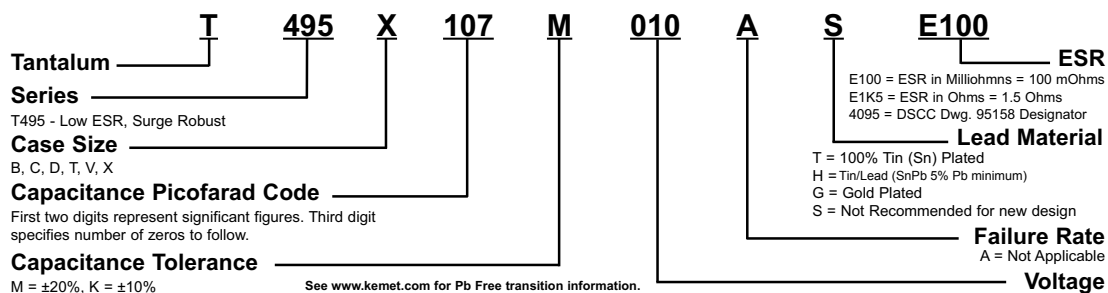 T 495 X 107 M 010 A S E100
Tantalum
Series
T495 - Low ESR, Surge Robust
Case Size
B, C, D, T, V, X
Capacitance Picofarad Code
First two digits represent significant figures. Third digit
specifies number of zeros to follow.
Capacitance Tolerance
M = ±20%, K = ±10%
See www.kemet.com for Pb Free transition information.
ESR
E100 = ESR in Milliohmns = 100 mOhms
E1K5 = ESR in Ohms = 1.5 Ohms
4095 = DSCC Dwg. 95158 Designator
Lead Material
T = 100% Tin (Sn) Plated
H = Tin/Lead (SnPb 5% Pb minimum)
G = Gold Plated
S = Not Recommended for new design
Failure Rate
A = Not Applicable
Voltage